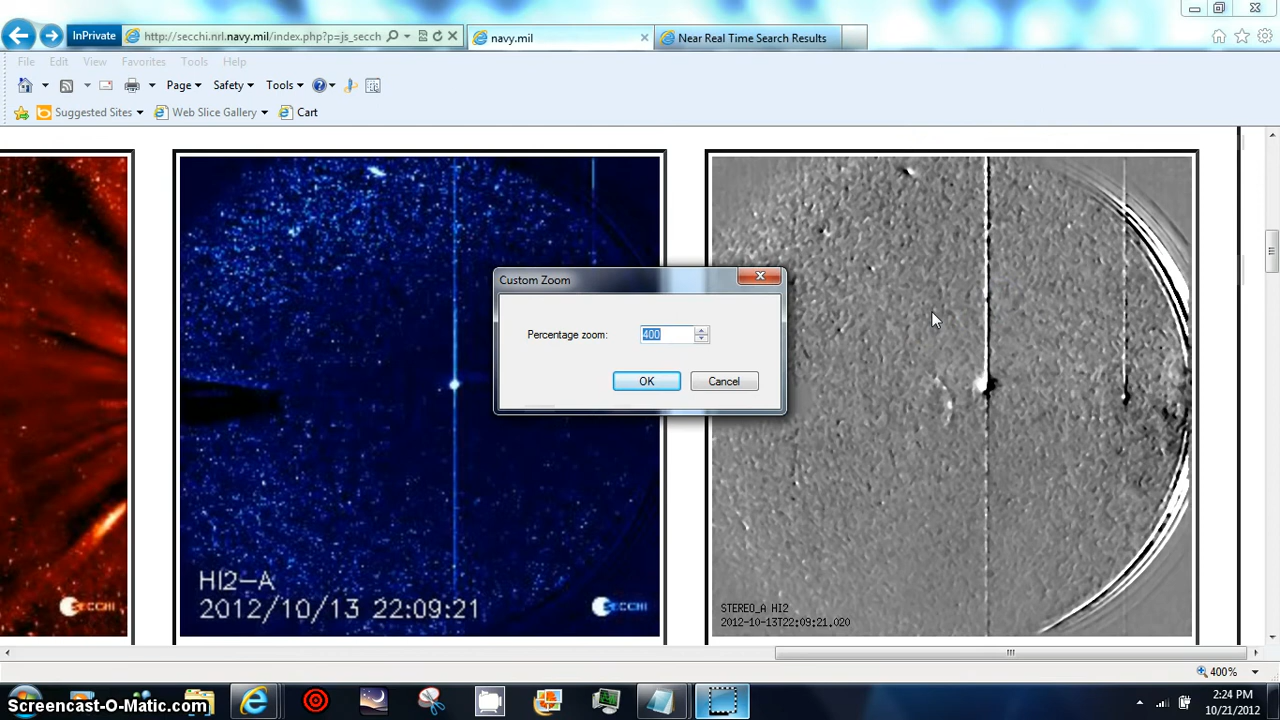 InPrivate
http://secchi.nrl.navy.mil/index.php?p=js_secch
navy.mil
Near Real Time Search Results
File Edit View Favorites Tools Help
Page Safety Tools
Suggested Sites Web Slice Gallery Cart
Custom Zoom
Percentage zoom: 400
OK Cancel
HI2-A
2012/10/13 22:09:21
SECCHI
SECCHI
STEREO_A HI2
2012-10-13T22:09:21.020
400%
Screencast-O-Matic.com
2:24 PM
10/21/2012